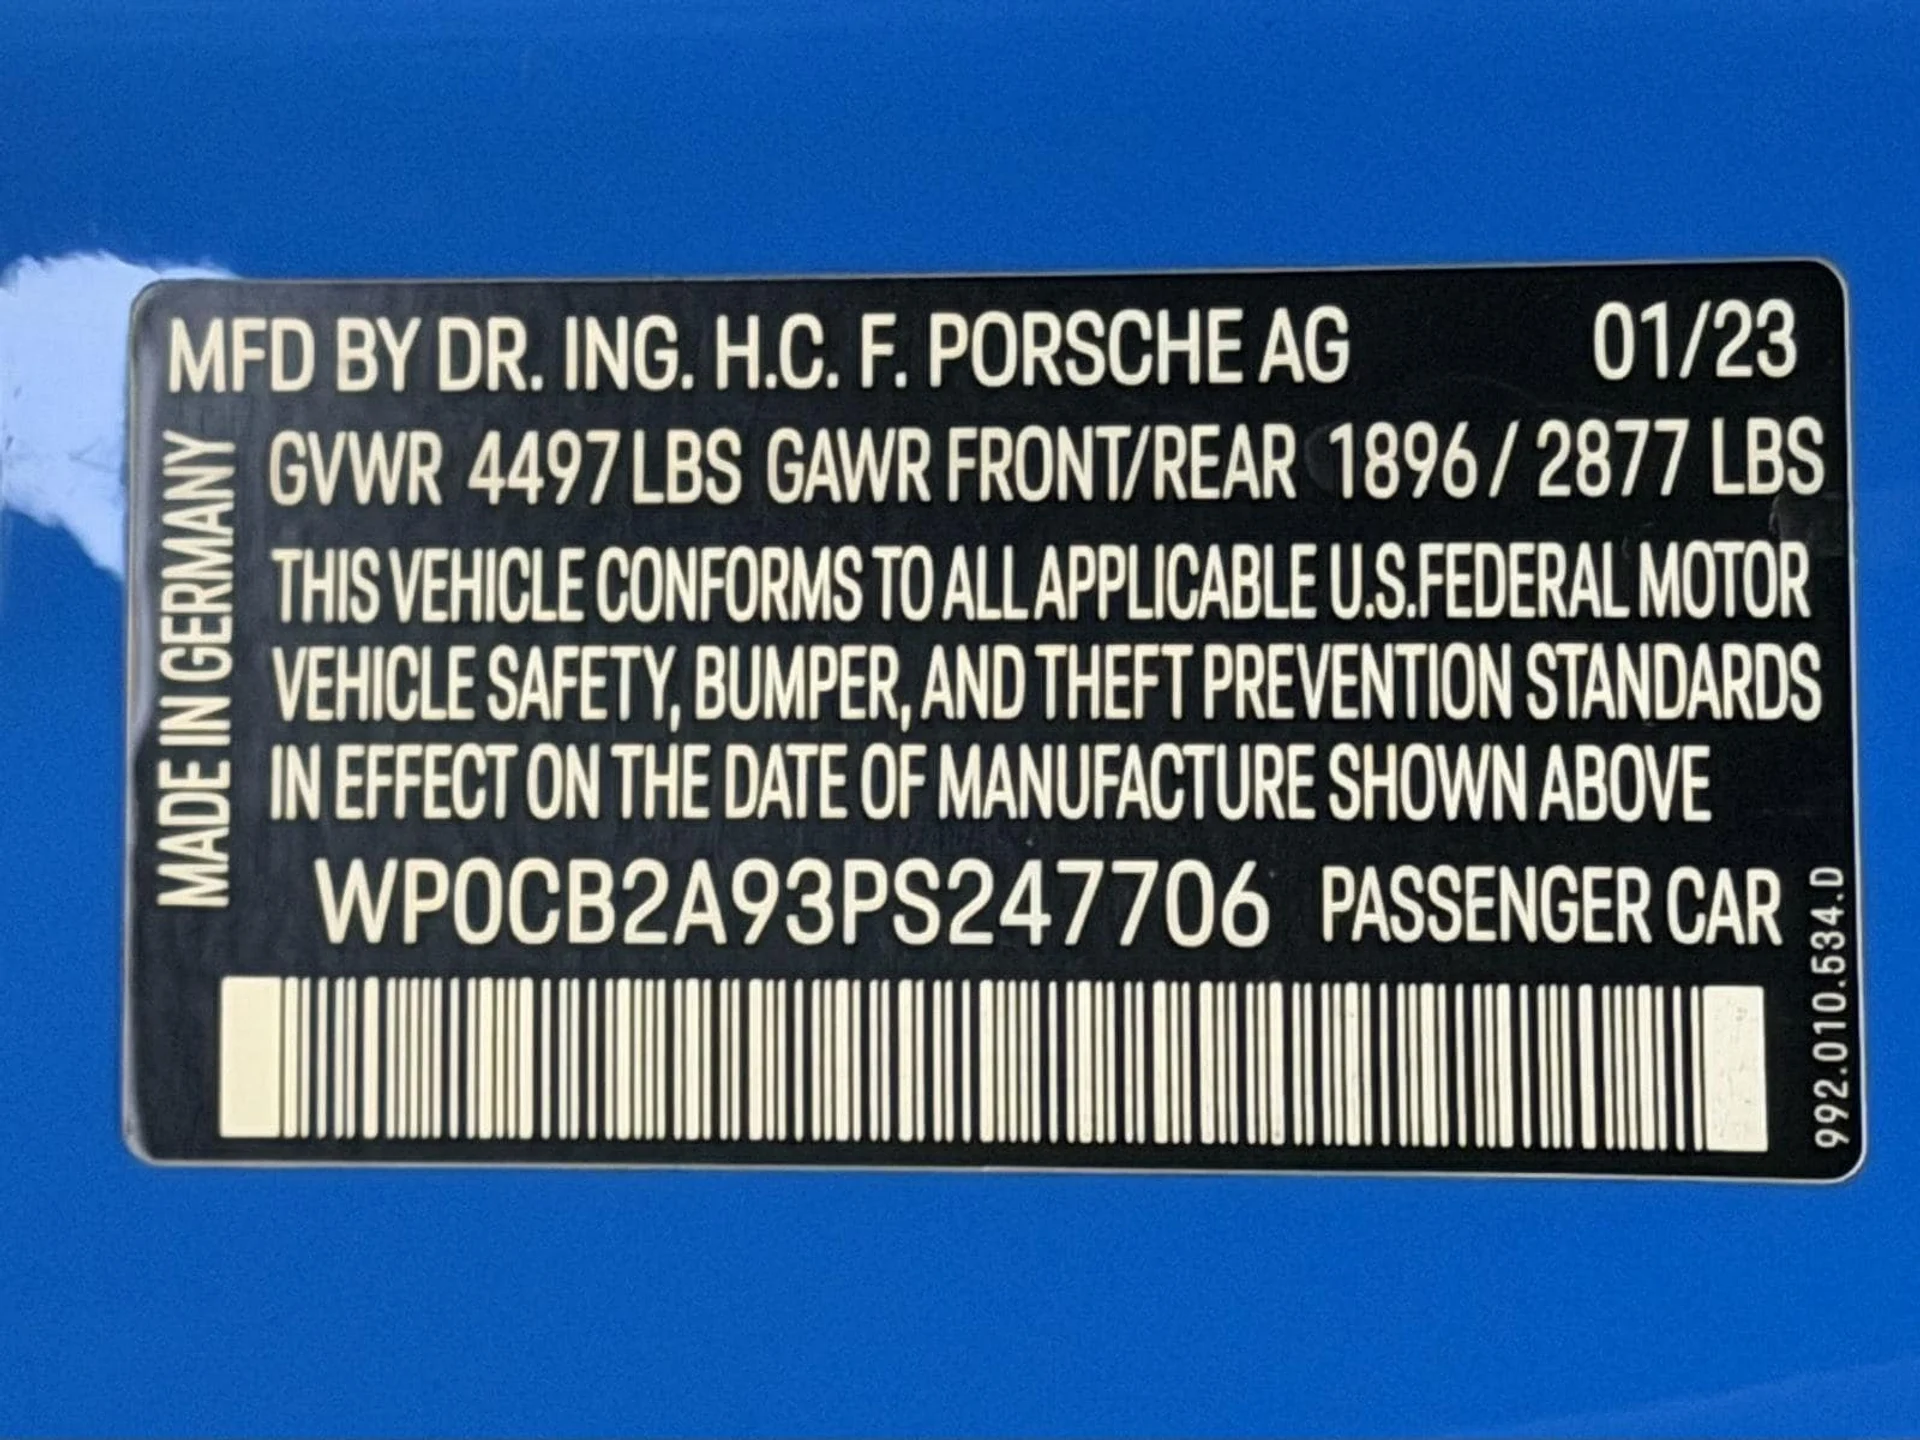 MFD BY DR. ING. H.C. F. PORSCHE AG 01/23
GVWR 4497 LBS GAWR FRONT/REAR 1896 / 2877 LBS
THIS VEHICLE CONFORMS TO ALL APPLICABLE U.S.FEDERAL MOTOR
VEHICLE SAFETY, BUMPER, AND THEFT PREVENTION STANDARDS
IN EFFECT ON THE DATE OF MANUFACTURE SHOWN ABOVE
WP0CB2A93PS247706 PASSENGER CAR
MADE IN GERMANY
992.010.534.D